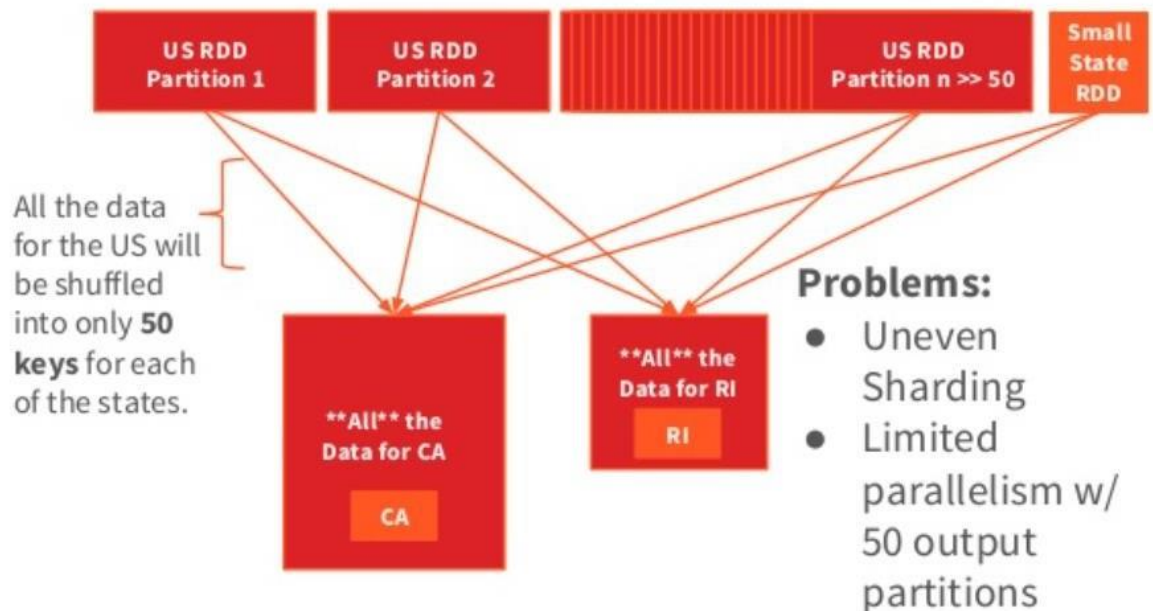 US RDD
Partition 1
US RDD
Partition 2
US RDD
Partition n >> 50
Small
State
RDD
All the data
for the US will
be shuffled
into only 50
keys for each
of the states.
**All** the
Data for CA
CA
**All** the
Data for RI
RI
Problems:
● Uneven
Sharding
● Limited
parallelism w/
50 output
partitions